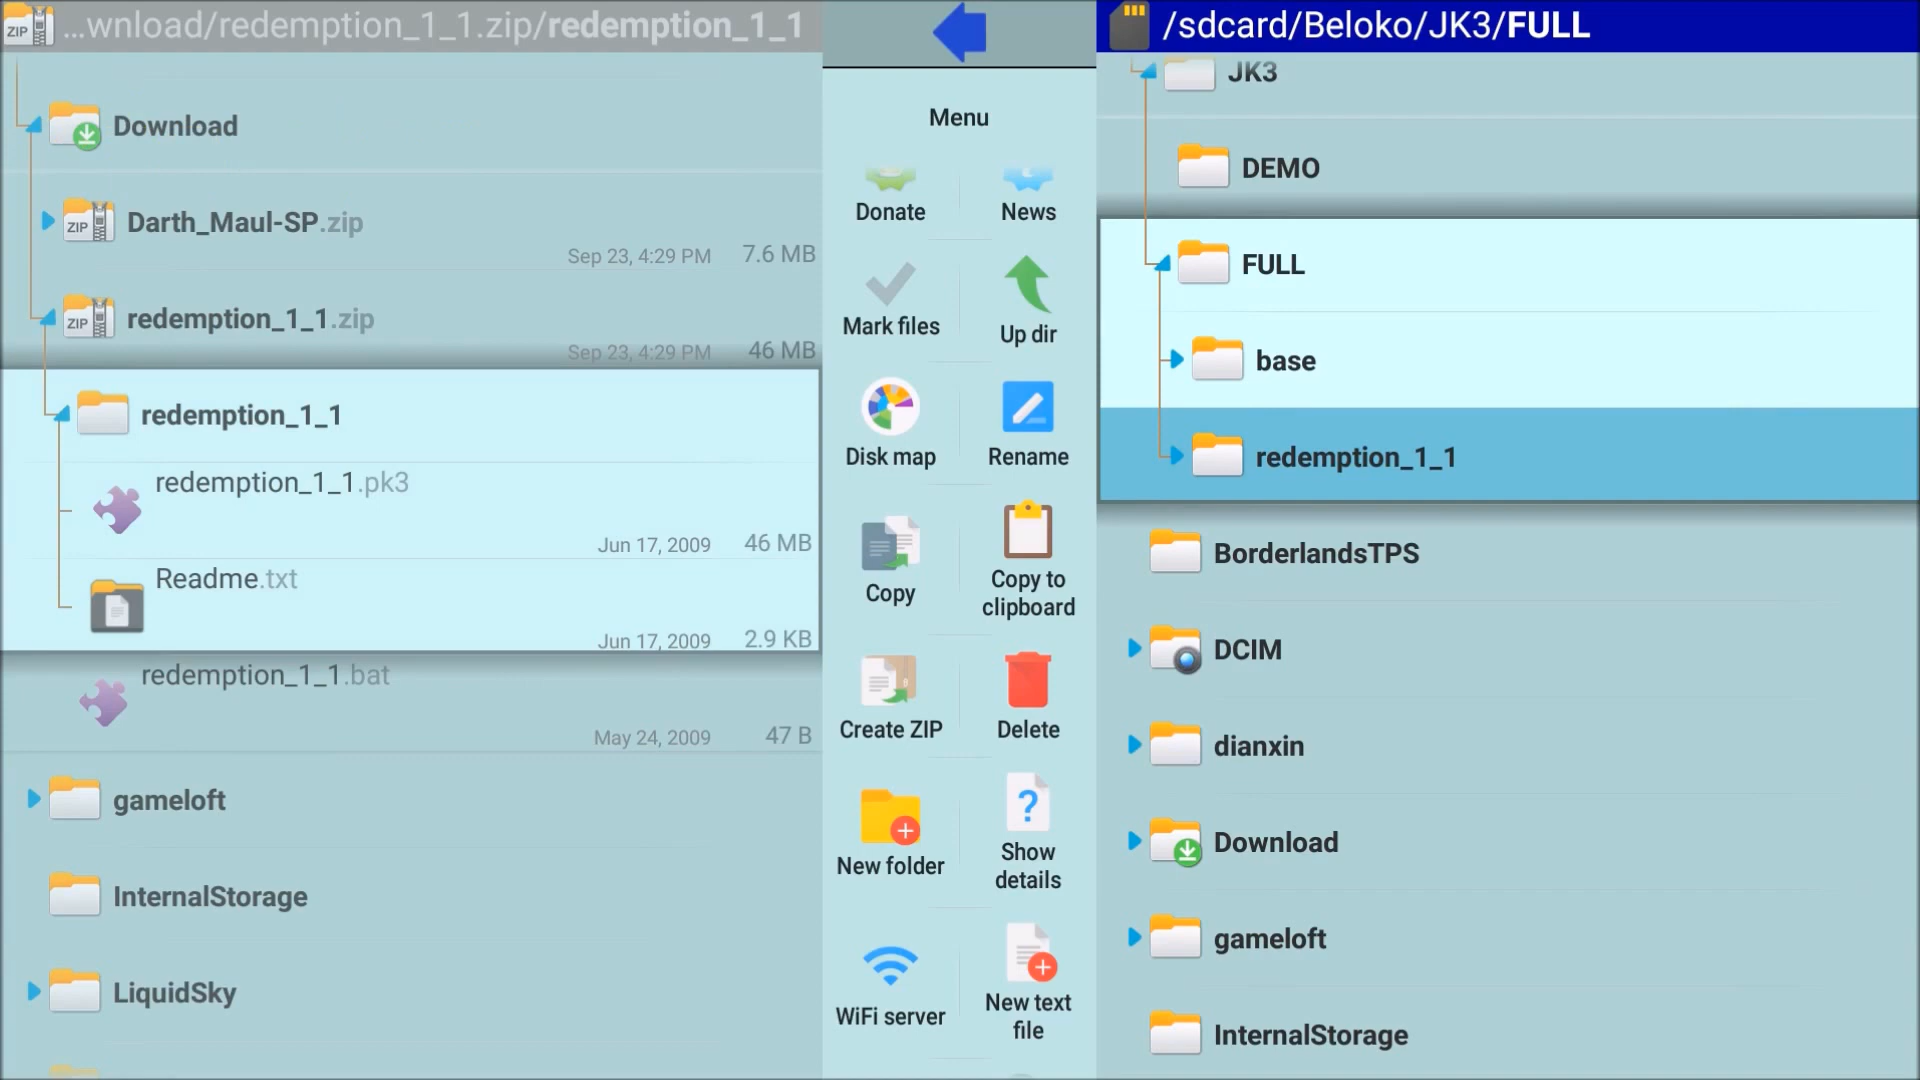 ZIP
...wnload/redemption_1_1.zip/redemption_1_1
Download
ZIP
Darth_Maul-SP.zip
Sep 23, 4:29 PM 7.6 MB
ZIP
redemption_1_1.zip
Sep 23, 4:29 PM 46 MB
redemption_1_1
redemption_1_1.pk3
Jun 17, 2009 46 MB
Readme.txt
Jun 17, 2009 2.9 KB
redemption_1_1.bat
May 24, 2009 47 B
gameloft
InternalStorage
LiquidSky
Menu
Donate News
Mark files Up dir
Disk map Rename
Copy
Copy to
clipboard
Create ZIP Delete
New folder
Show
details
WiFi server
New text
file
/sdcard/Beloko/JK3/FULL
JK3
DEMO
FULL
base
redemption_1_1
BorderlandsTPS
DCIM
dianxin
Download
gameloft
InternalStorage